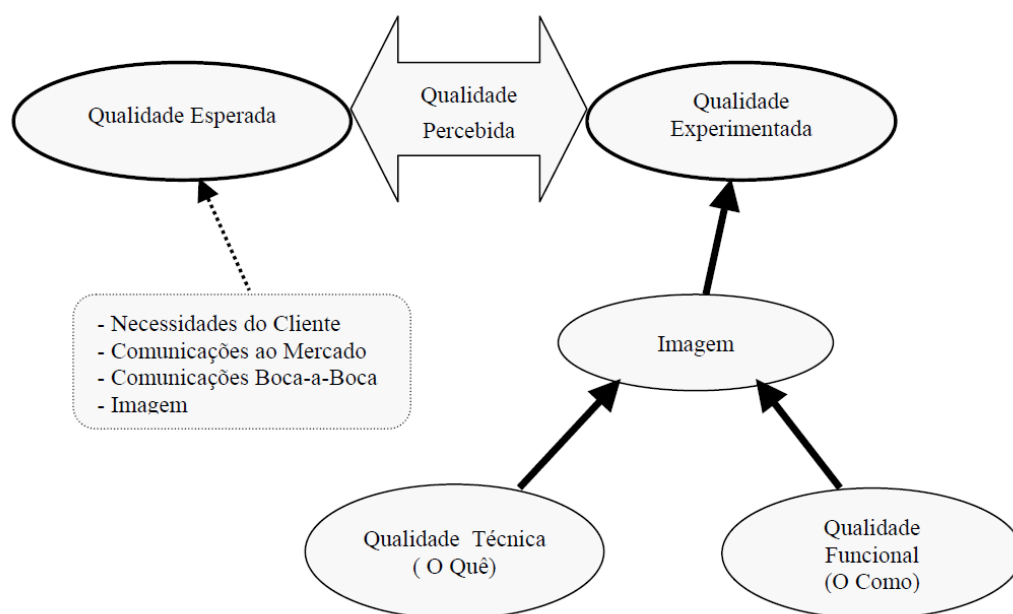 Qualidade Esperada
Qualidade
Percebida
Qualidade
Experimentada
- Necessidades do Cliente
- Comunicações ao Mercado
- Comunicações Boca-a-Boca
- Imagem
Imagem
Qualidade Técnica
( O Quê)
Qualidade
Funcional
(O Como)